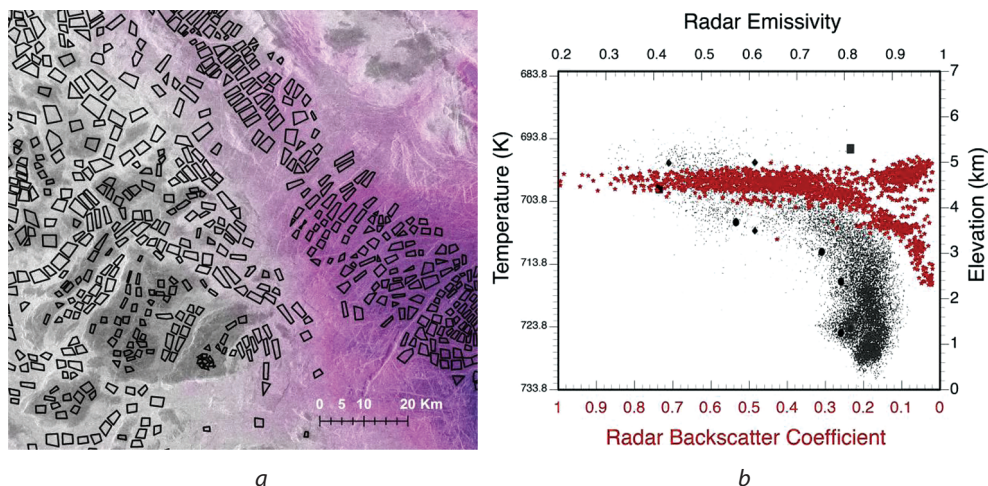 0 5 10 20 Km
a
Radar Emissivity
0.2 0.3 0.4 0.5 0.6 0.7 0.8 0.9 1
Temperature (K)
683.8
693.8
703.8
713.8
723.8
733.8
7
6
5
4
3
2
1
0
Elevation (km)
1 0.9 0.8 0.7 0.6 0.5 0.4 0.3 0.2 0.1 0
Radar Backscatter Coefficient
b